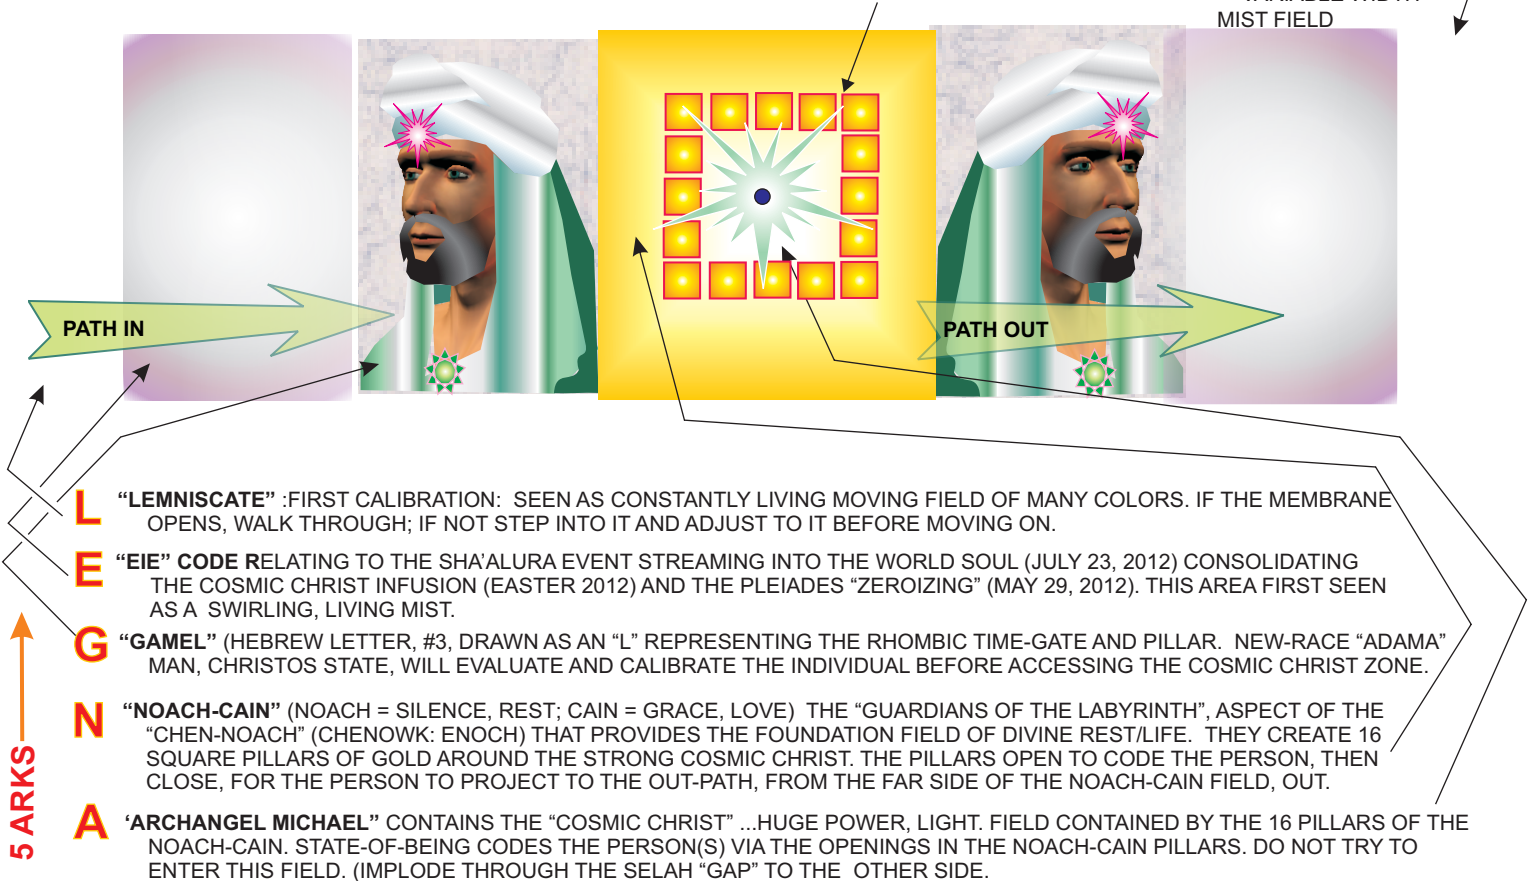 MIST FIELD
PATH IN
PATH OUT
L "LEMNISCATE" :FIRST CALIBRATION: SEEN AS CONSTANTLY LIVING MOVING FIELD OF MANY COLORS. IF THE MEMBRANE
OPENS, WALK THROUGH; IF NOT STEP INTO IT AND ADJUST TO IT BEFORE MOVING ON.
E "EIE" CODE RELATING TO THE SHA'ALURA EVENT STREAMING INTO THE WORLD SOUL (JULY 23, 2012) CONSOLIDATING
THE COSMIC CHRIST INFUSION (EASTER 2012) AND THE PLEIADES "ZEROIZING" (MAY 29, 2012). THIS AREA FIRST SEEN
AS A SWIRLING, LIVING MIST.
G "GAMEL" (HEBREW LETTER, #3, DRAWN AS AN "L" REPRESENTING THE RHOMBIC TIME-GATE AND PILLAR. NEW-RACE "ADAMA"
MAN, CHRISTOS STATE, WILL EVALUATE AND CALIBRATE THE INDIVIDUAL BEFORE ACCESSING THE COSMIC CHRIST ZONE.
N "NOACH-CAIN" (NOACH = SILENCE, REST; CAIN = GRACE, LOVE) THE "GUARDIANS OF THE LABYRINTH", ASPECT OF THE
"CHEN-NOACH" (CHENOWK: ENOCH) THAT PROVIDES THE FOUNDATION FIELD OF DIVINE REST/LIFE. THEY CREATE 16
SQUARE PILLARS OF GOLD AROUND THE STRONG COSMIC CHRIST. THE PILLARS OPEN TO CODE THE PERSON, THEN
CLOSE, FOR THE PERSON TO PROJECT TO THE OUT-PATH, FROM THE FAR SIDE OF THE NOACH-CAIN FIELD, OUT.
A 'ARCHANGEL MICHAEL" CONTAINS THE "COSMIC CHRIST" ...HUGE POWER, LIGHT. FIELD CONTAINED BY THE 16 PILLARS OF THE
NOACH-CAIN. STATE-OF-BEING CODES THE PERSON(S) VIA THE OPENINGS IN THE NOACH-CAIN PILLARS. DO NOT TRY TO
ENTER THIS FIELD. (IMPLODE THROUGH THE SELAH "GAP" TO THE OTHER SIDE.
5 ARKS